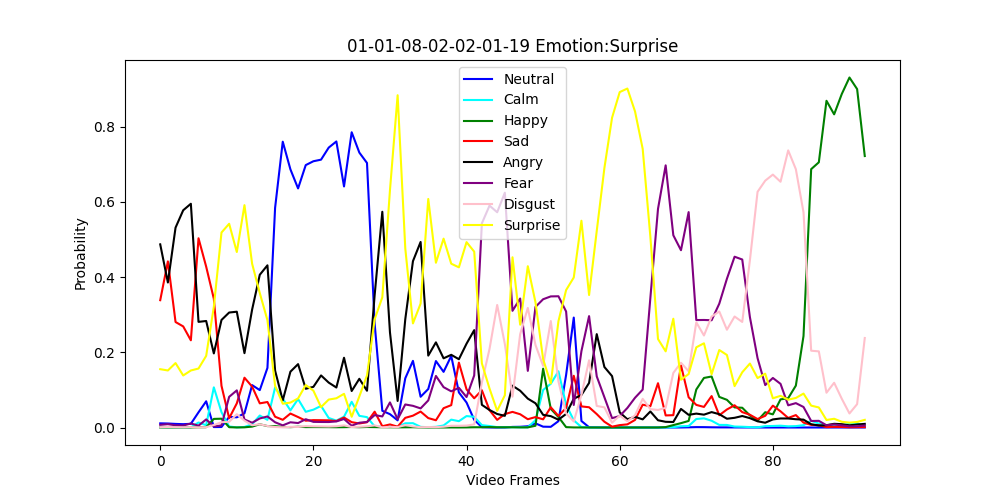 01-01-08-02-02-01-19 Emotion:Surprise
Neutral
Calm
Happy
Sad
Angry
Fear
Disgust
Surprise
Probability
0.8
0.6
0.4
0.2
0.0
0 20 40 60 80
Video Frames